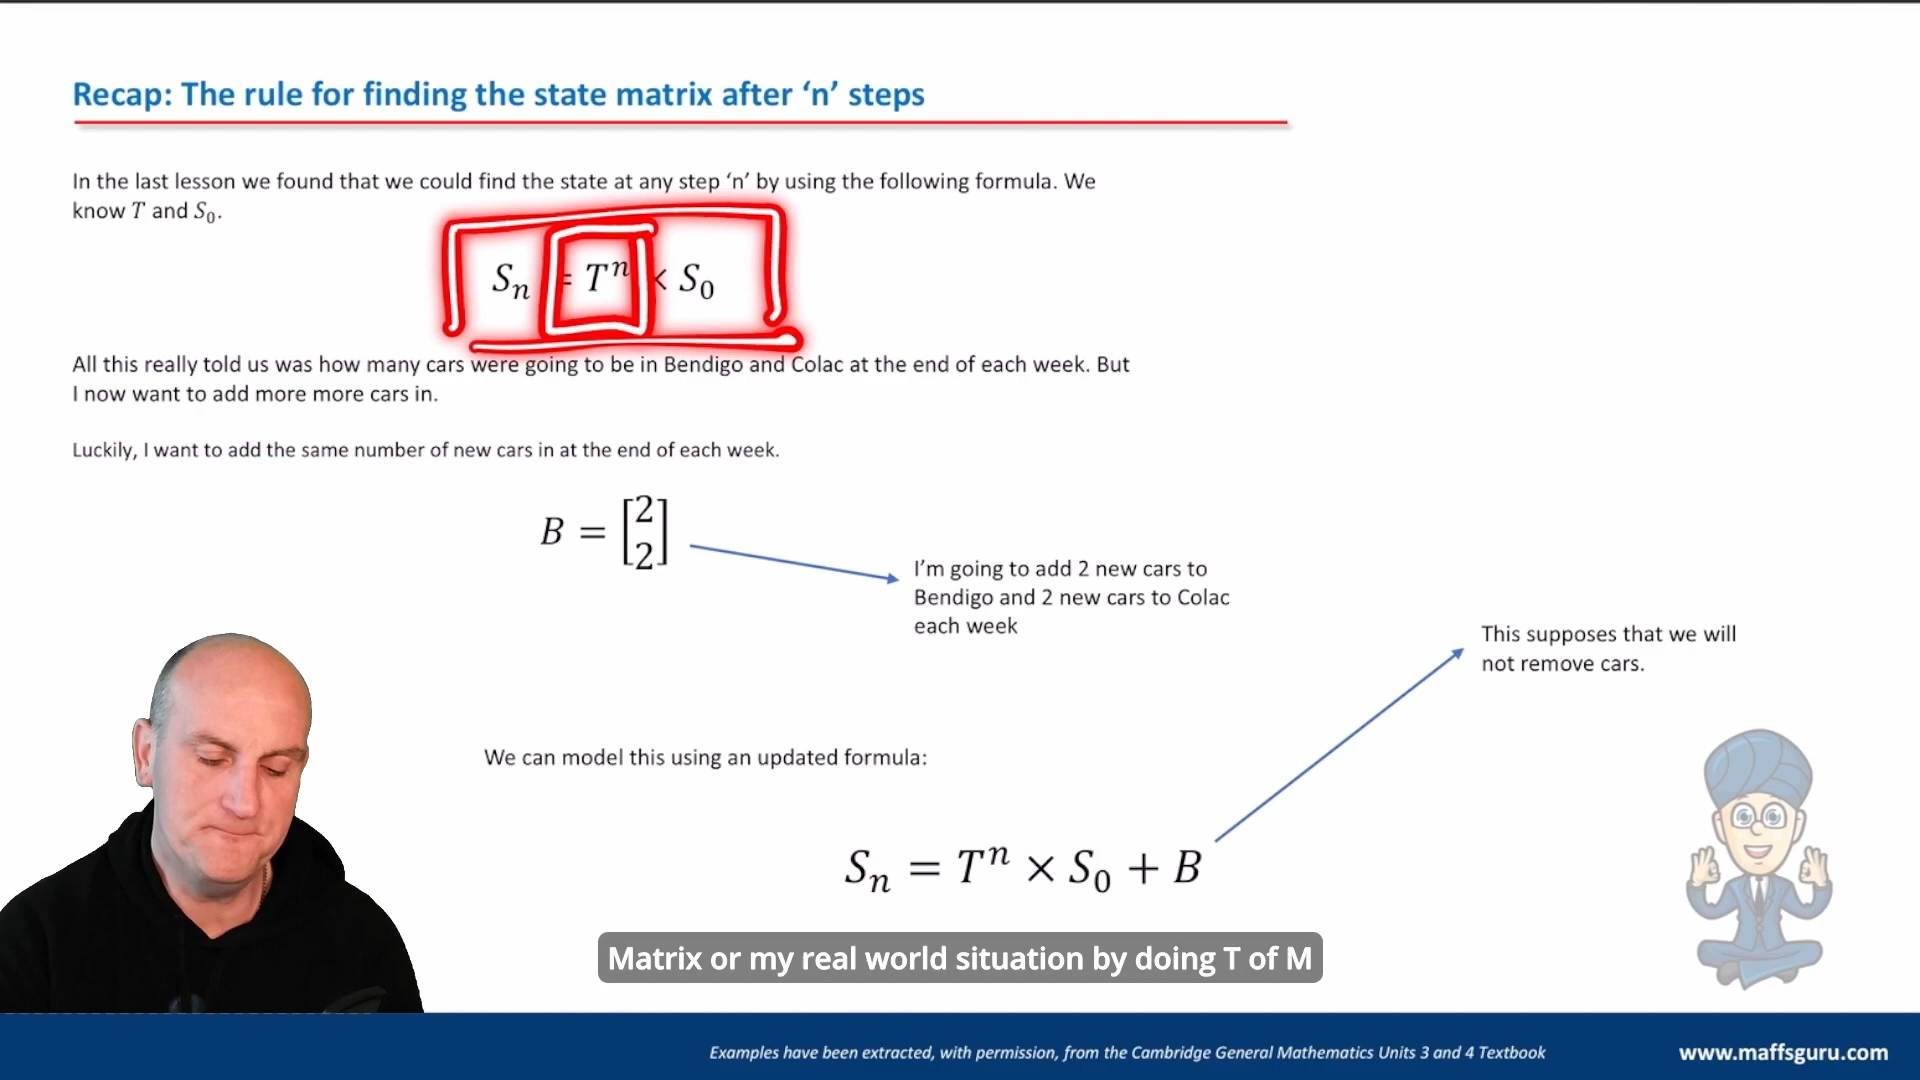 Recap: The rule for finding the state matrix after ‘n’ steps
In the last lesson we found that we could find the state at any step ‘n’ by using the following formula. We
know T and S₀.
Sₙ = Tⁿ × S₀
All this really told us was how many cars were going to be in Bendigo and Colac at the end of each week. But
I now want to add more more cars in.
Luckily, I want to add the same number of new cars in at the end of each week.
B = [2
2]
I’m going to add 2 new cars to
Bendigo and 2 new cars to Colac
each week
This supposes that we will
not remove cars.
We can model this using an updated formula:
Sₙ = Tⁿ × S₀ + B
Matrix or my real world situation by doing T of M
Examples have been extracted, with permission, from the Cambridge General Mathematics Units 3 and 4 Textbook
www.maffsguru.com